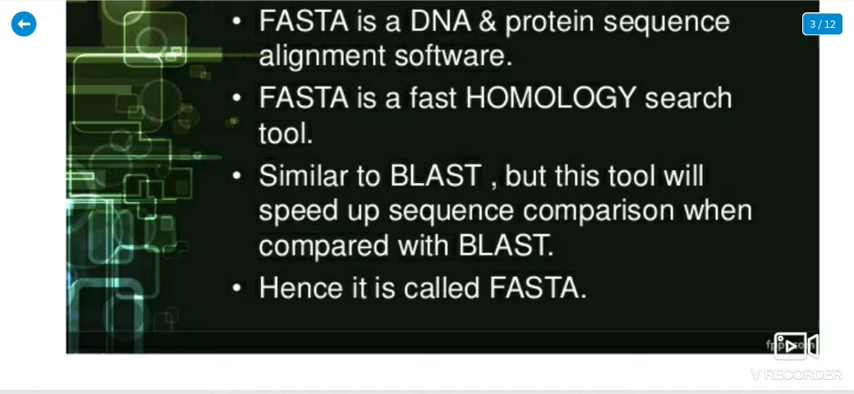 3 / 12
• FASTA is a DNA & protein sequence
alignment software.
• FASTA is a fast HOMOLOGY search
tool.
• Similar to BLAST , but this tool will
speed up sequence comparison when
compared with BLAST.
• Hence it is called FASTA.
V RECORDER